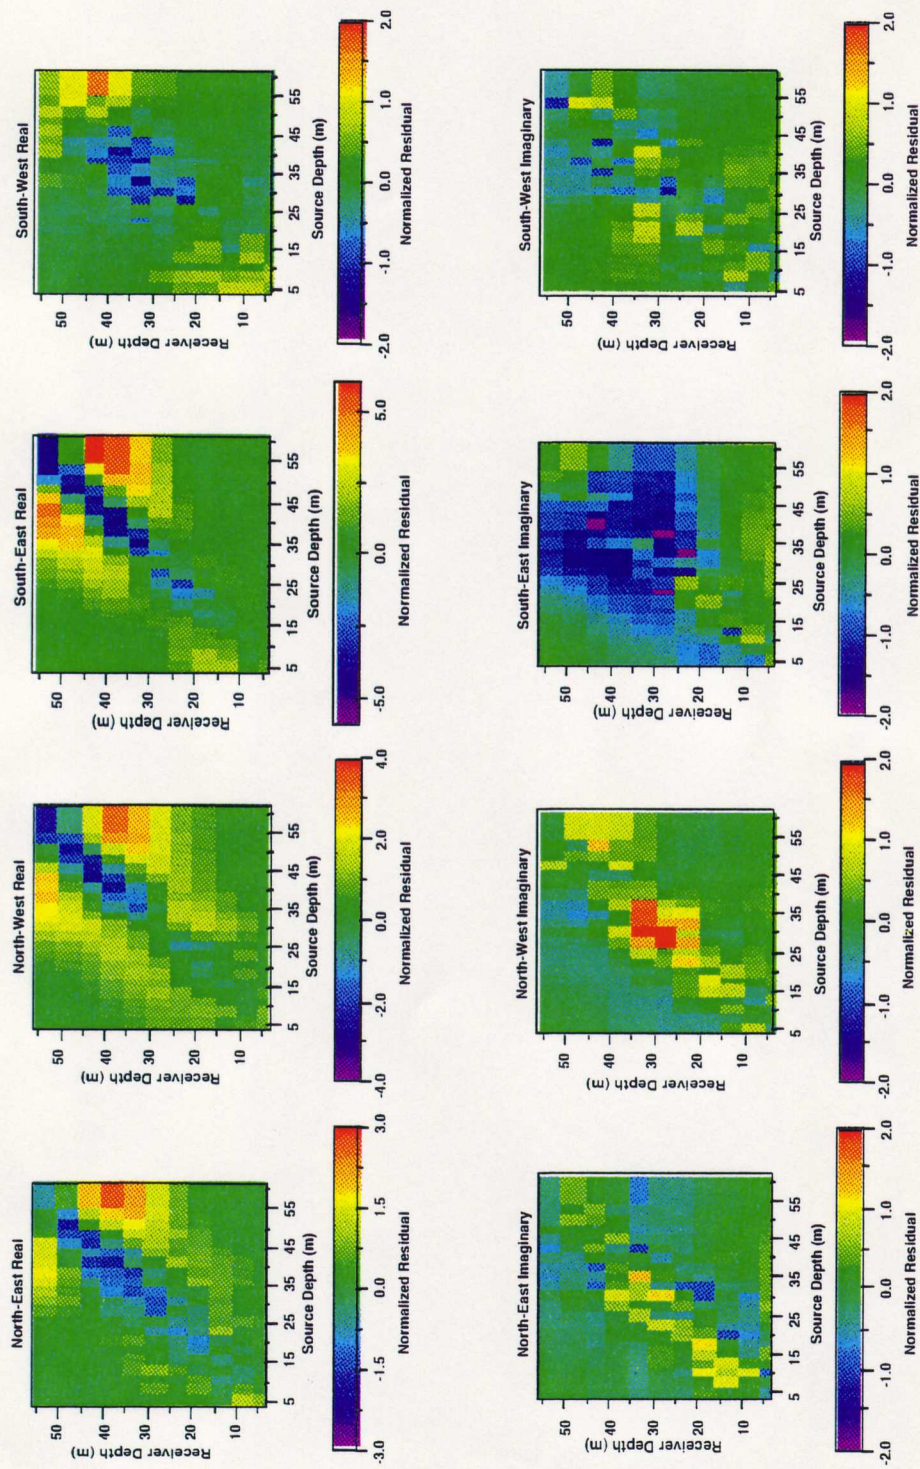 North-East Real
Receiver Depth (m)
50
40
30
20
10
5 15 25 35 45 55
Source Depth (m)
-3.0 -1.5 0.0 1.5 3.0
Normalized Residual
North-West Real
Receiver Depth (m)
50
40
30
20
10
5 15 25 35 45 55
Source Depth (m)
-4.0 -2.0 0.0 2.0 4.0
Normalized Residual
South-East Real
Receiver Depth (m)
50
40
30
20
10
5 15 25 35 45 55
Source Depth (m)
-5.0 0.0 5.0
Normalized Residual
South-West Real
Receiver Depth (m)
50
40
30
20
10
5 15 25 35 45 55
Source Depth (m)
-2.0 -1.0 0.0 1.0 2.0
Normalized Residual
North-East Imaginary
Receiver Depth (m)
50
40
30
20
10
5 15 25 35 45 55
Source Depth (m)
-2.0 -1.0 0.0 1.0 2.0
Normalized Residual
North-West Imaginary
Receiver Depth (m)
50
40
30
20
10
5 15 25 35 45 55
Source Depth (m)
-2.0 -1.0 0.0 1.0 2.0
Normalized Residual
South-East Imaginary
Receiver Depth (m)
50
40
30
20
10
5 15 25 35 45 55
Source Depth (m)
-2.0 -1.0 0.0 1.0 2.0
Normalized Residual
South-West Imaginary
Receiver Depth (m)
50
40
30
20
10
5 15 25 35 45 55
Source Depth (m)
-2.0 -1.0 0.0 1.0 2.0
Normalized Residual